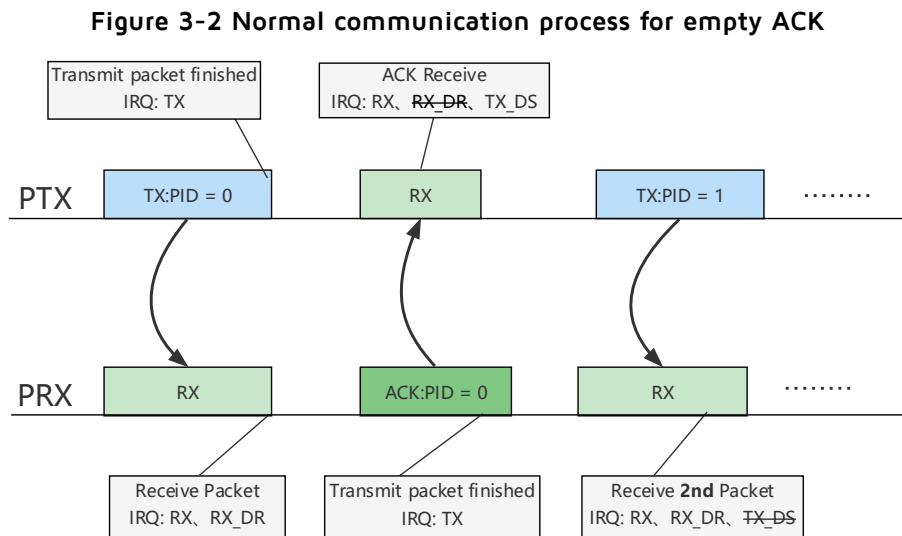 Figure 3-2 Normal communication process for empty ACK
Transmit packet finished
IRQ: TX
ACK Receive
IRQ: RX、RX_DR、TX_DS
PTX
TX:PID = 0
RX
TX:PID = 1
........
PRX
RX
ACK:PID = 0
RX
........
Receive Packet
IRQ: RX、RX_DR
Transmit packet finished
IRQ: TX
Receive 2nd Packet
IRQ: RX、RX_DR、TX_DS